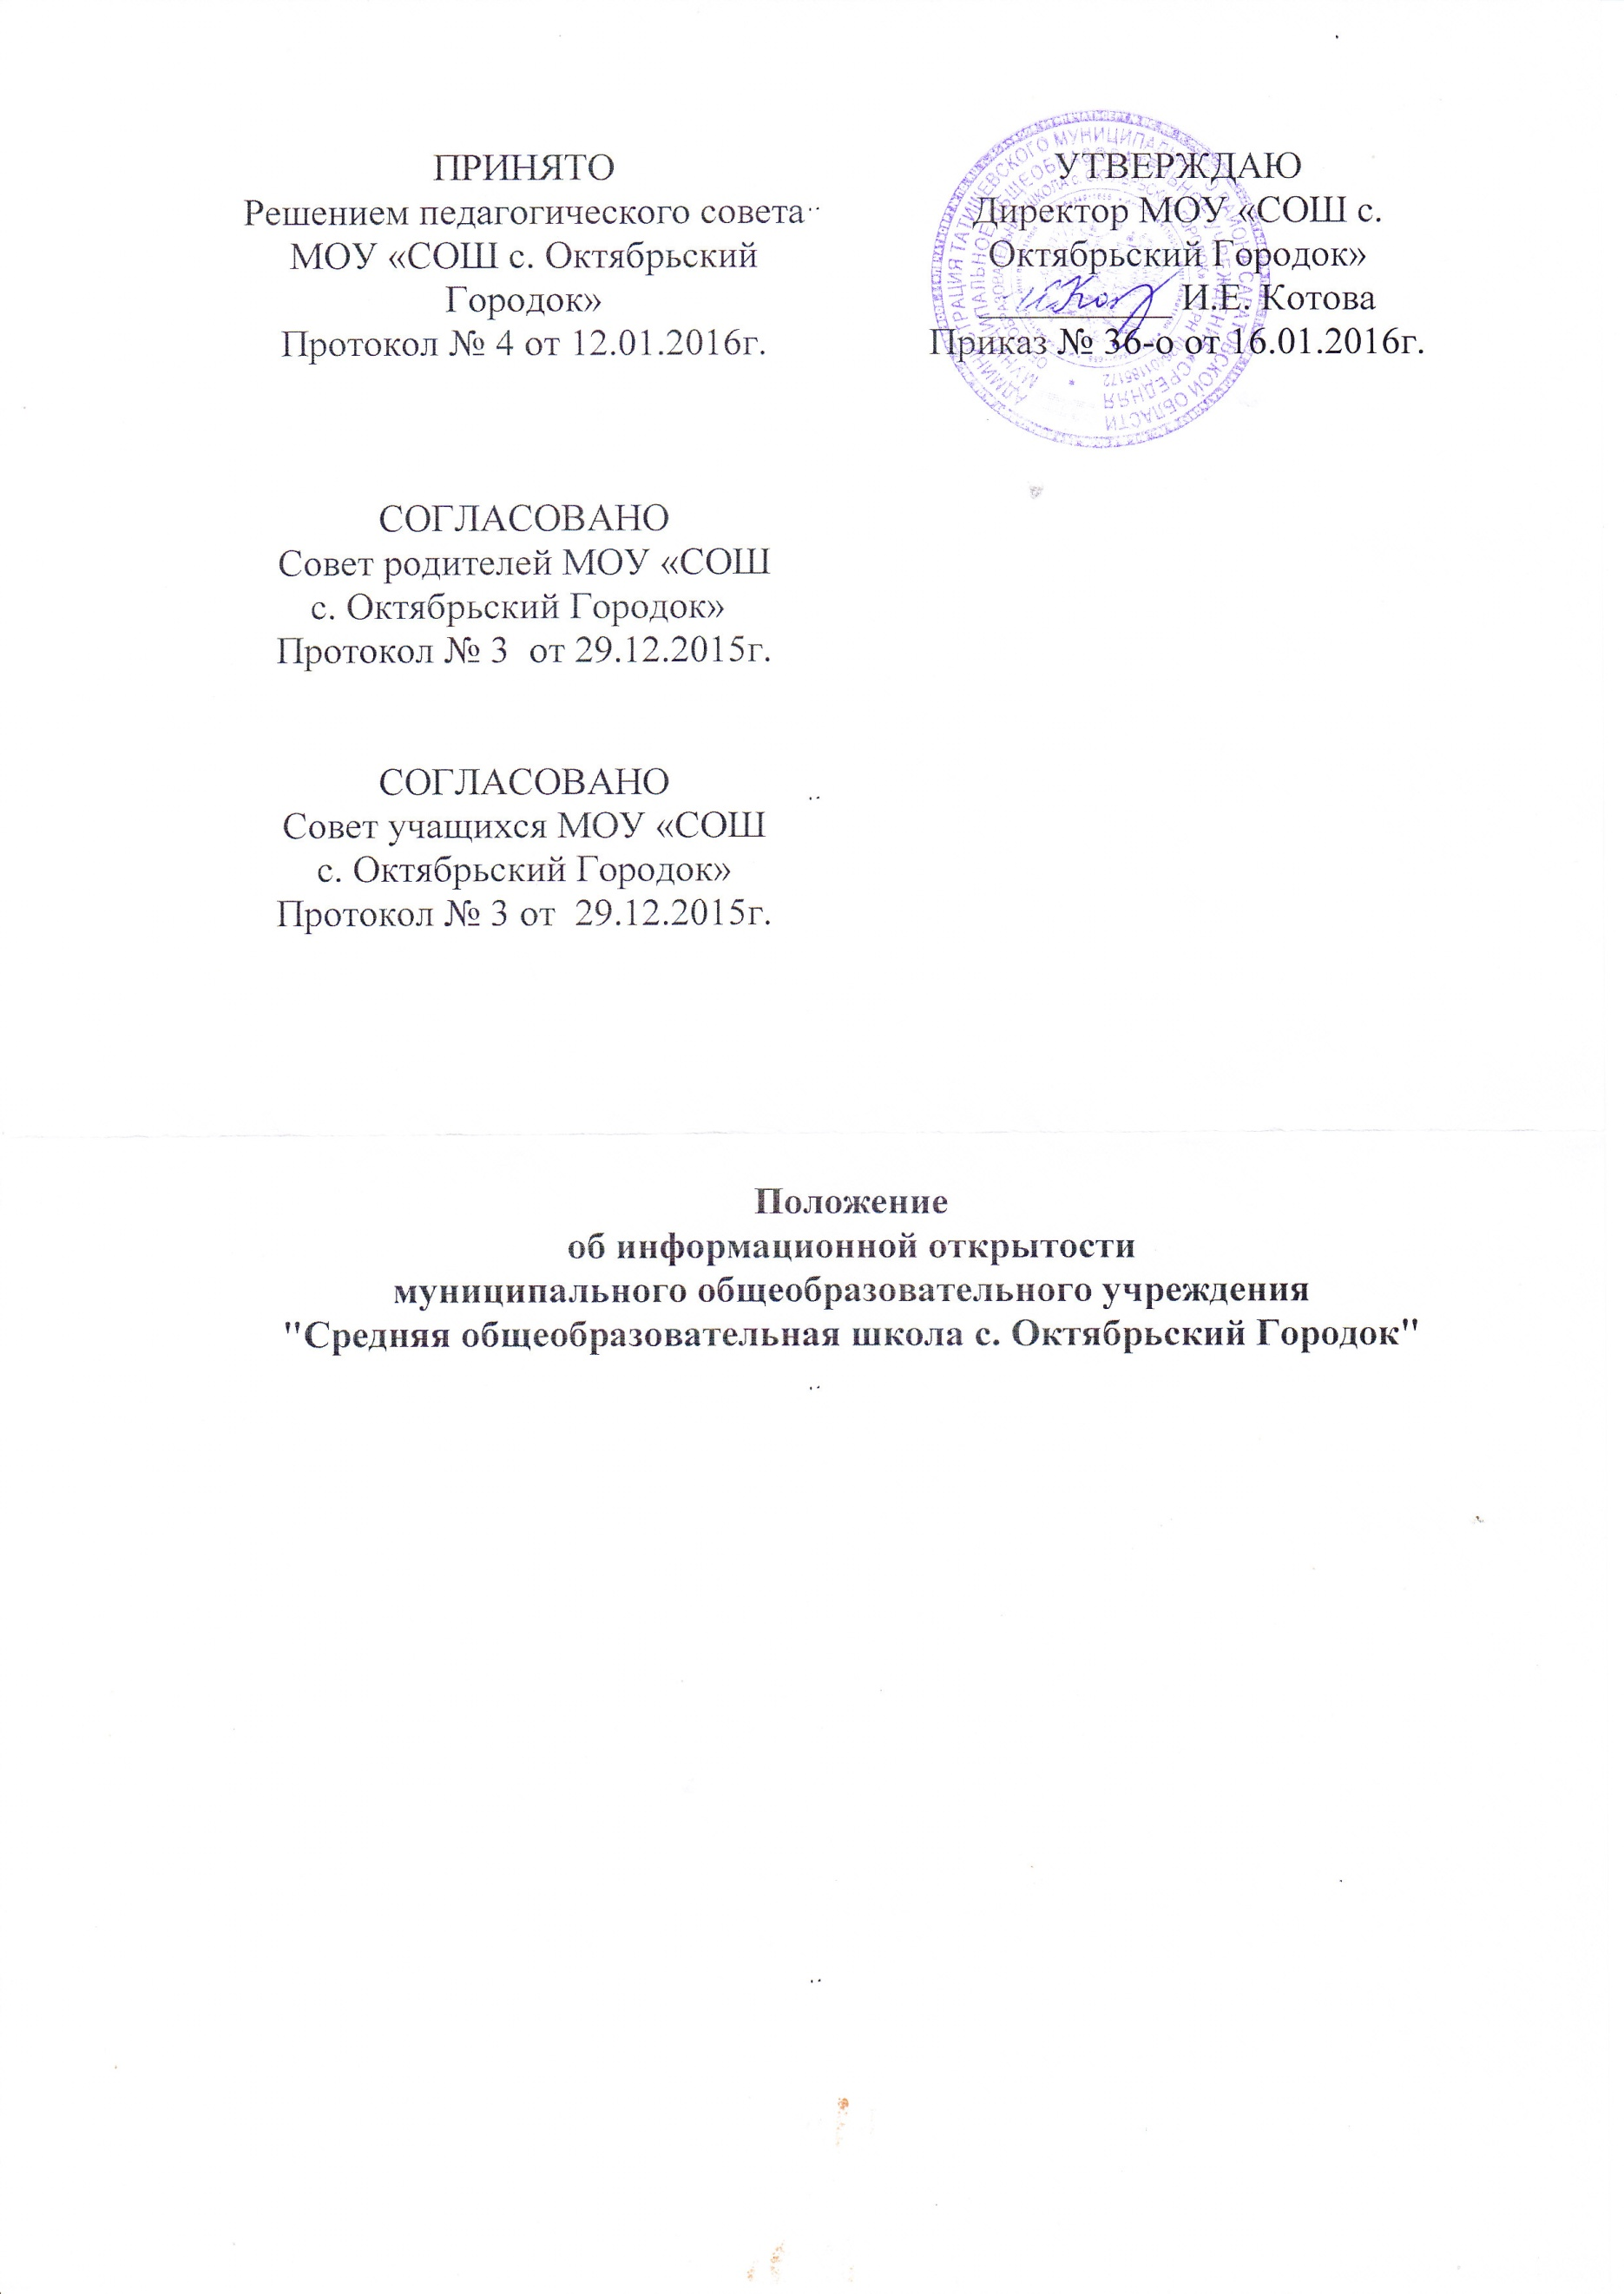 ПРИНЯТО
Решением педагогического совета
МОУ «СОШ с. Октябрьский
Городок»
Протокол № 4 от 12.01.2016г.
УТВЕРЖДАЮ
Директор МОУ «СОШ с.
Октябрьский Городок»
И.Е. Котова
Приказ № 36-о от 16.01.2016г.
СОГЛАСОВАНО
Совет родителей МОУ «СОШ
с. Октябрьский Городок»
Протокол № 3 от 29.12.2015г.
СОГЛАСОВАНО
Совет учащихся МОУ «СОШ
с. Октябрьский Городок»
Протокол № 3 от 29.12.2015г.
Положение
об информационной открытости
муниципального общеобразовательного учреждения
"Средняя общеобразовательная школа с. Октябрьский Городок"